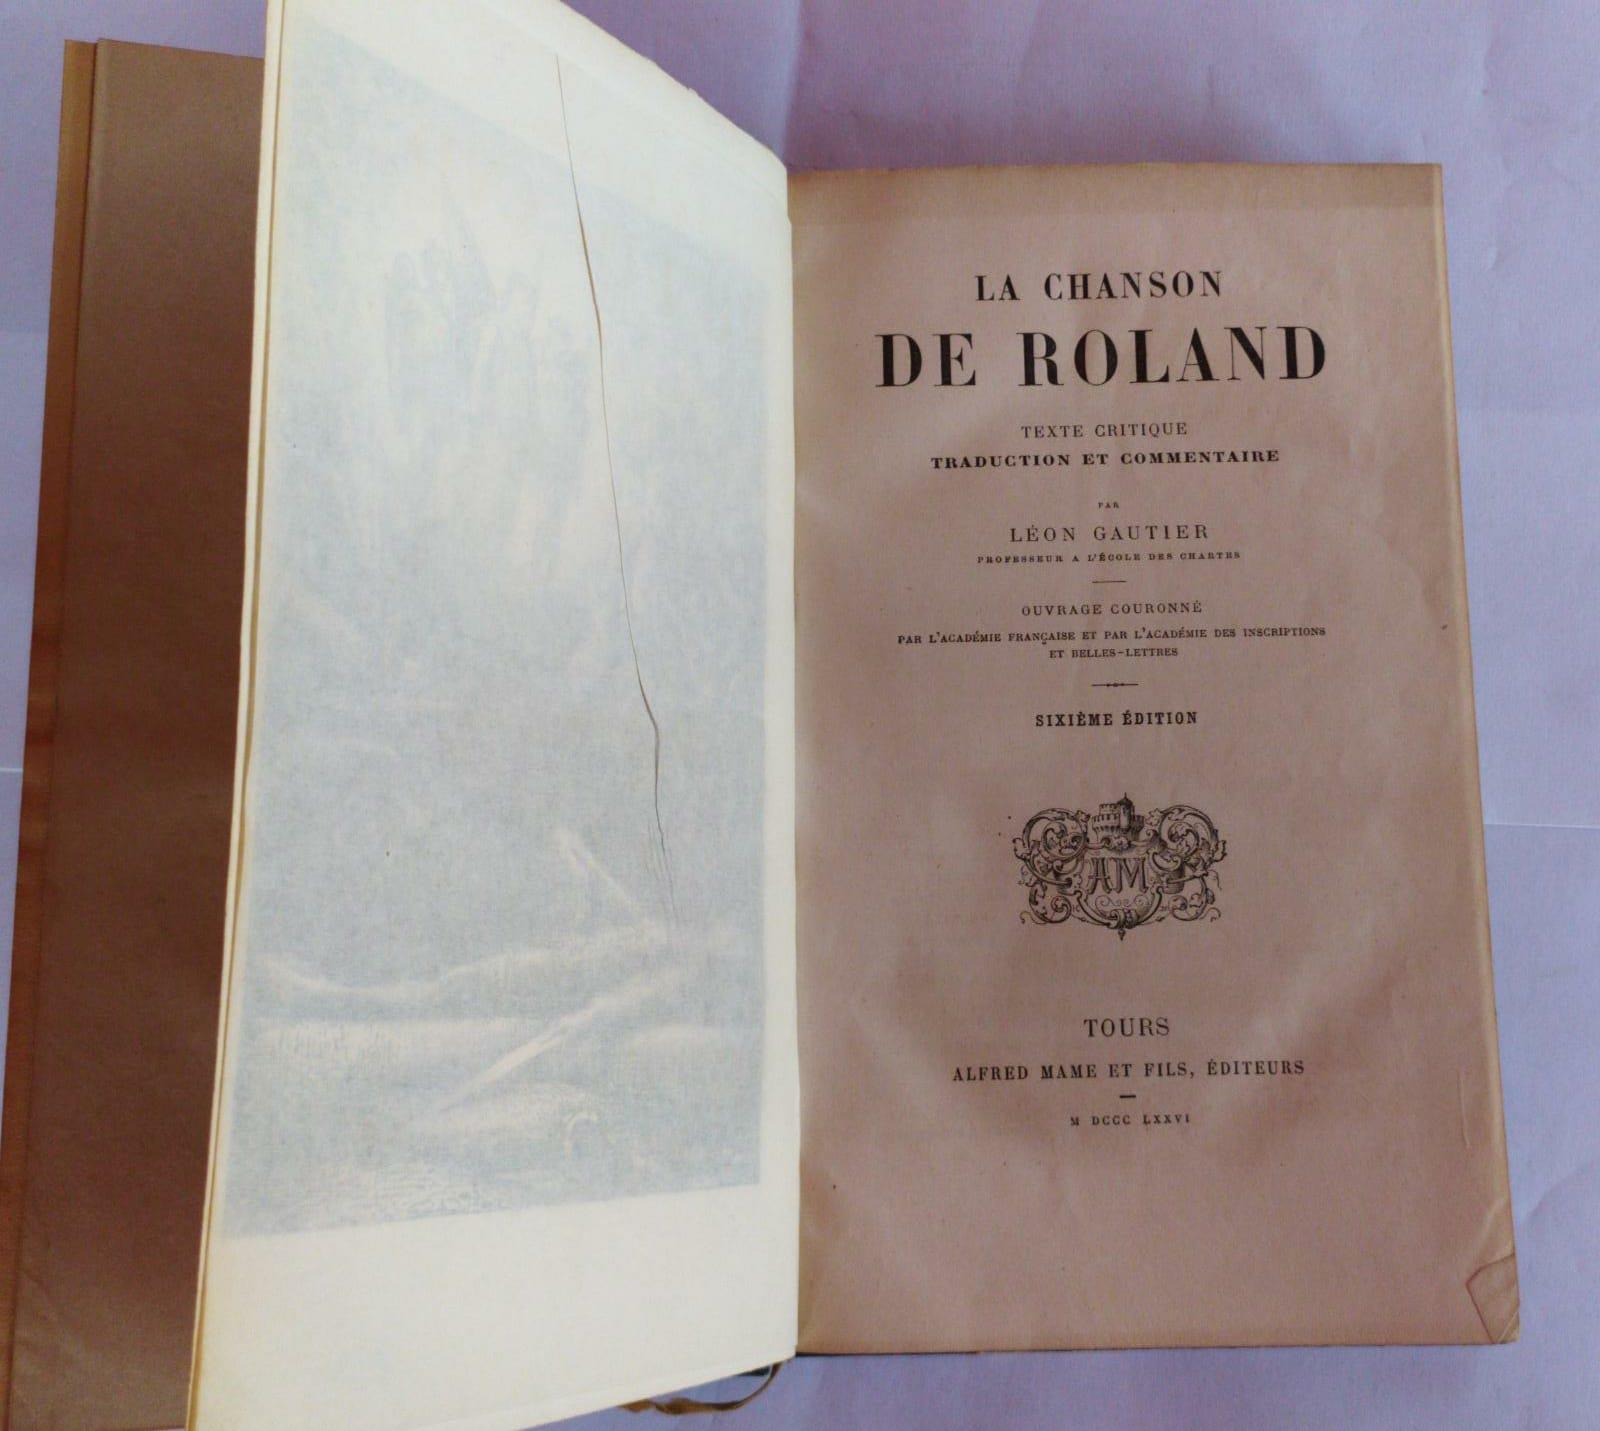 LA CHANSON
DE ROLAND
TEXTE CRITIQUE
TRADUCTION ET COMMENTAIRE
PAR
LÉON GAUTIER
PROFESSEUR A L'ÉCOLE DES CHARTES
OUVRAGE COURONNÉ
PAR L'ACADÉMIE FRANÇAISE ET PAR L'ACADÉMIE DES INSCRIPTIONS
ET BELLES-LETTRES
SIXIÈME ÉDITION
AM
TOURS
ALFRED MAME ET FILS, ÉDITEURS
M DCCC LXXVI